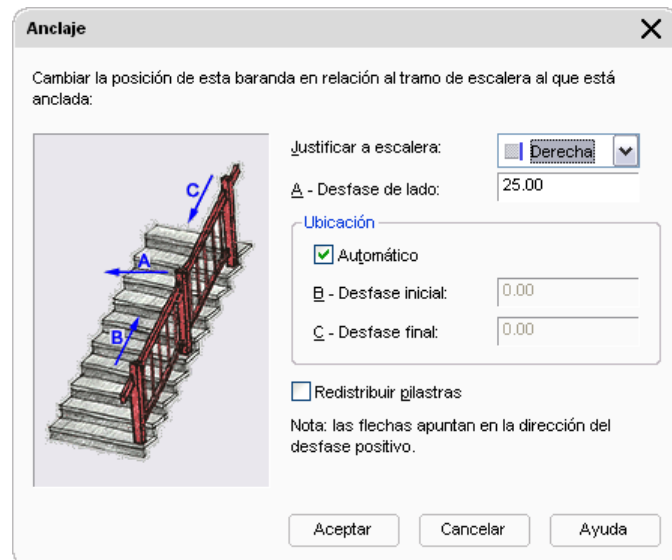 Anclaje
Cambiar la posición de esta baranda en relación al tramo de escalera al que está
anclada:
Justificar a escalera:
Derecha
A - Desfase de lado:
25.00
Ubicación
Automático
B - Desfase inicial:
0.00
C - Desfase final:
0.00
Redistribuir pilastras
Nota: las flechas apuntan en la dirección del
desfase positivo.
C
A
B
Aceptar
Cancelar
Ayuda